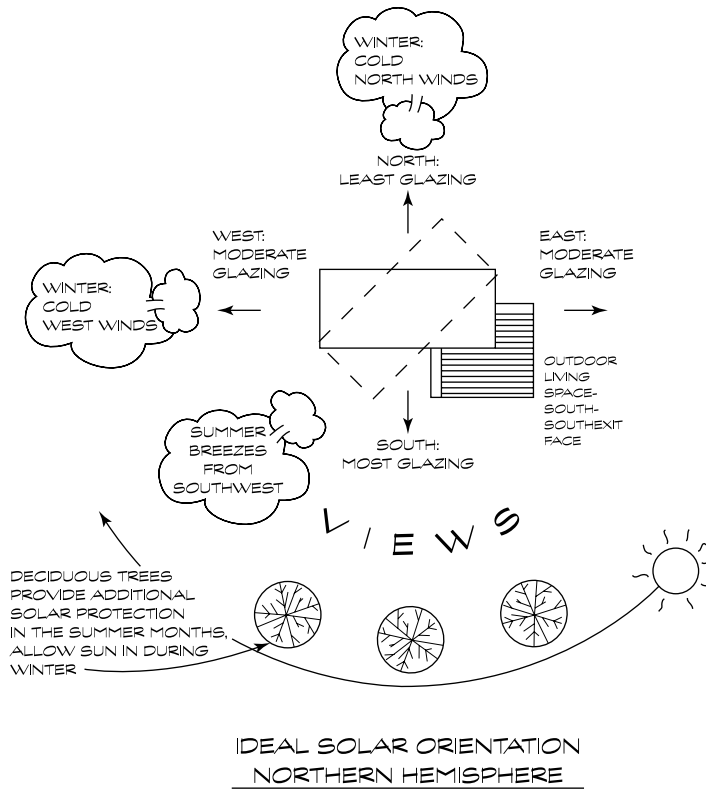 WINTER:
COLD
NORTH WINDS
NORTH:
LEAST GLAZING
WEST:
MODERATE
GLAZING
EAST:
MODERATE
GLAZING
WINTER:
COLD
WEST WINDS
OUTDOOR
LIVING
SPACE-
SOUTH-
SOUTHEXIT
FACE
SUMMER
BREEZES
FROM
SOUTHWEST
SOUTH:
MOST GLAZING
VIEWS
DECIDUOUS TREES
PROVIDE ADDITIONAL
SOLAR PROTECTION
IN THE SUMMER MONTHS,
ALLOW SUN IN DURING
WINTER
IDEAL SOLAR ORIENTATION
NORTHERN HEMISPHERE